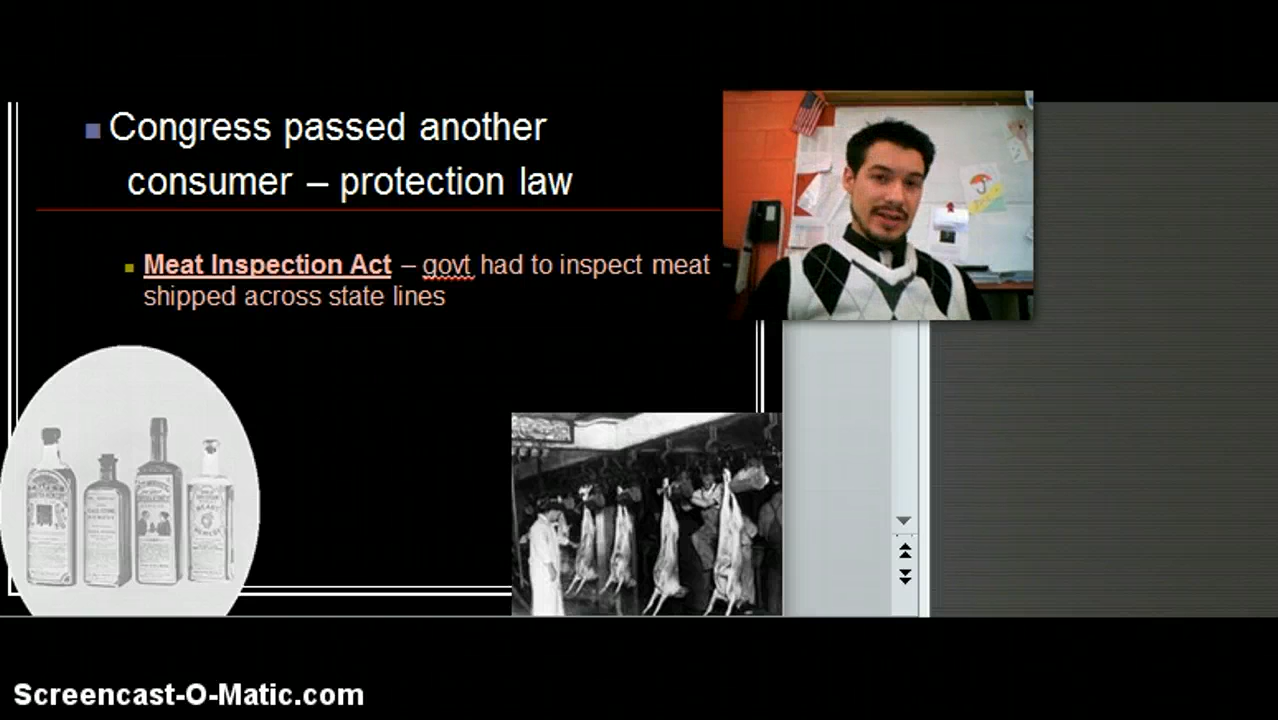 Congress passed another
consumer – protection law
Meat Inspection Act – govt had to inspect meat
shipped across state lines
Screencast-O-Matic.com